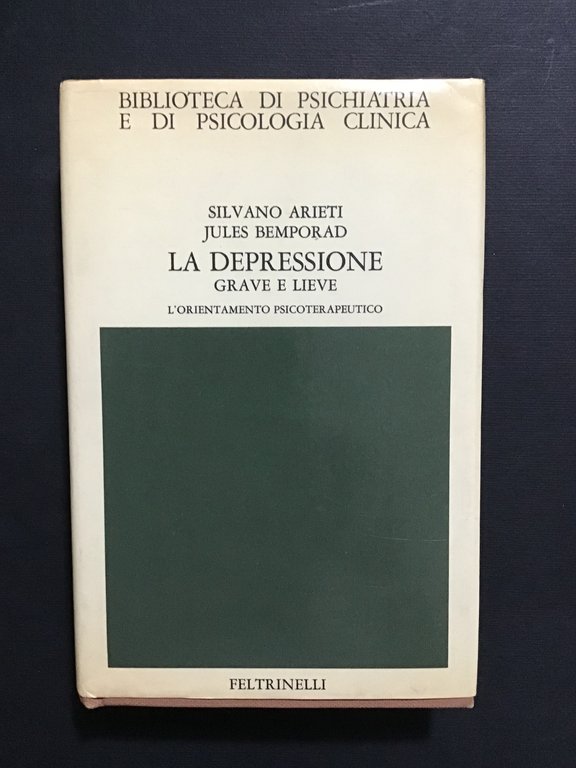 BIBLIOTECA DI PSICHIATRIA
E DI PSICOLOGIA CLINICA
SILVANO ARIETI
JULES BEMPORAD
LA DEPRESSIONE
GRAVE E LIEVE
L'ORIENTAMENTO PSICOTERAPEUTICO
FELTRINELLI